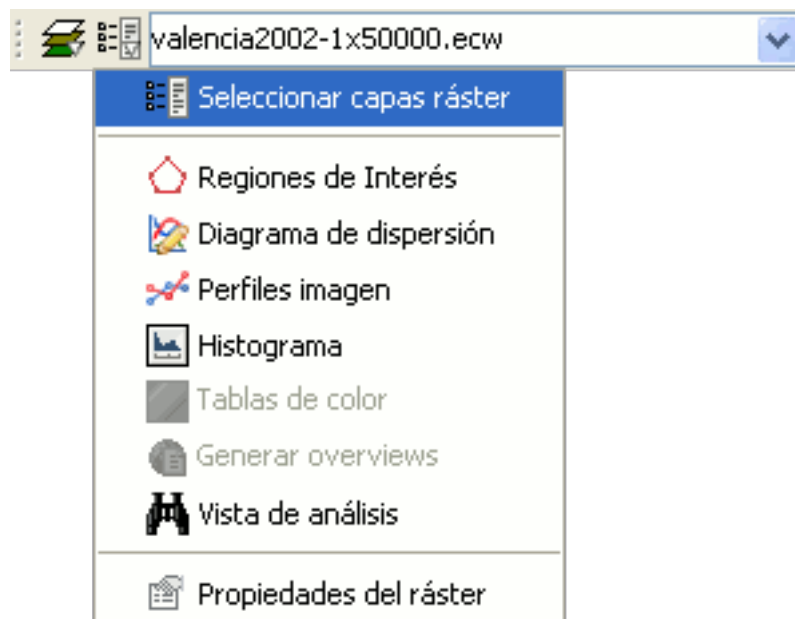 valencia2002-1x50000.ecw
Seleccionar capas ráster
Regiones de Interés
Diagrama de dispersión
Perfiles imagen
Histograma
Tablas de color
Generar overviews
Vista de análisis
Propiedades del ráster